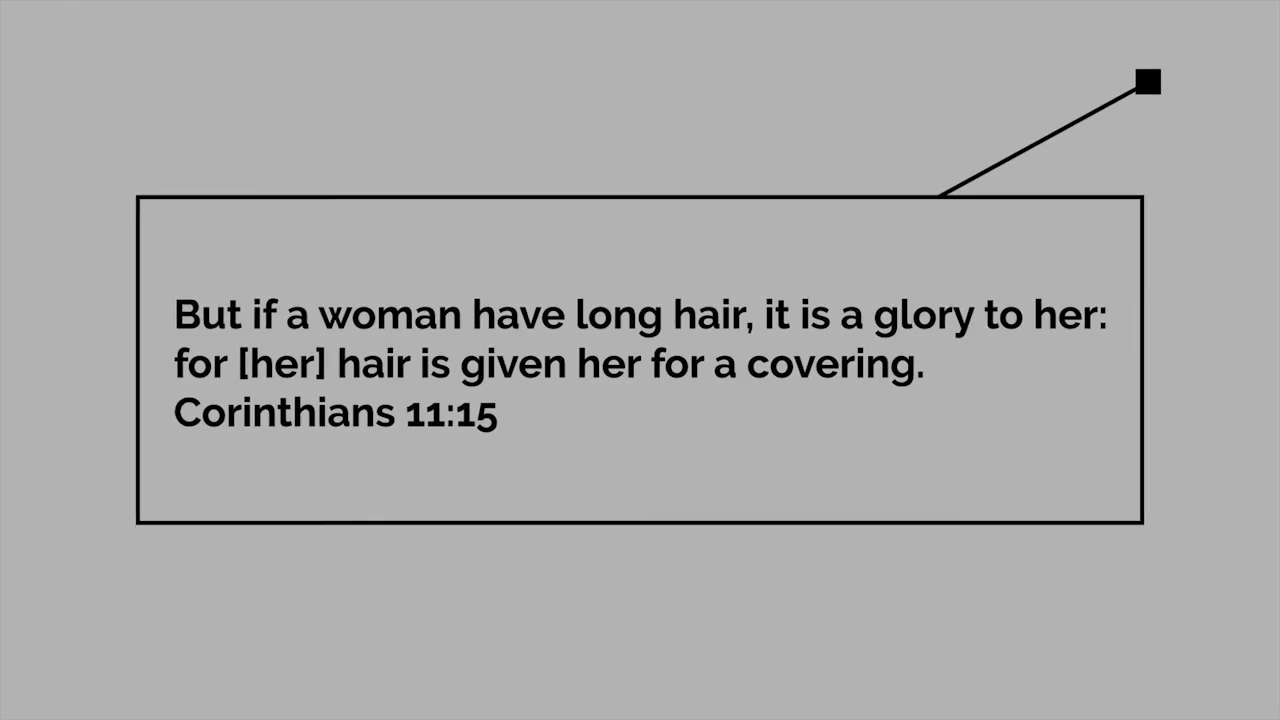 But if a woman have long hair, it is a glory to her:
for [her] hair is given her for a covering.
Corinthians 11:15